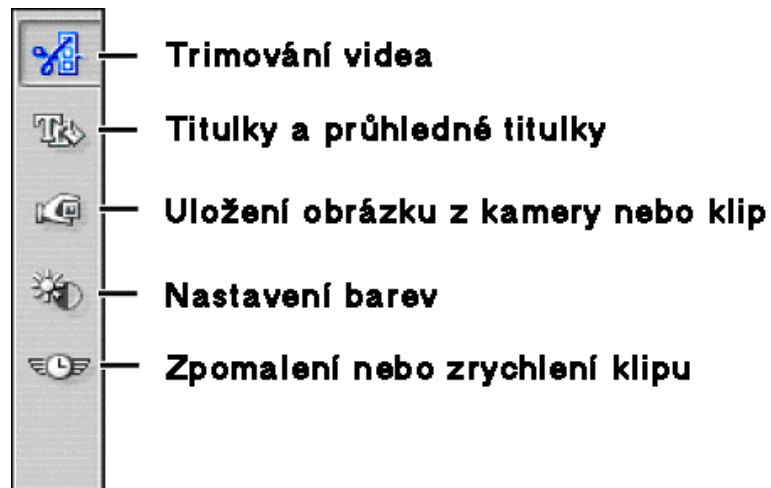 Trimování videa
Titulky a průhledné titulky
Uložení obrázku z kamery nebo klip
Nastavení barev
Zpomalení nebo zrychlení klipu